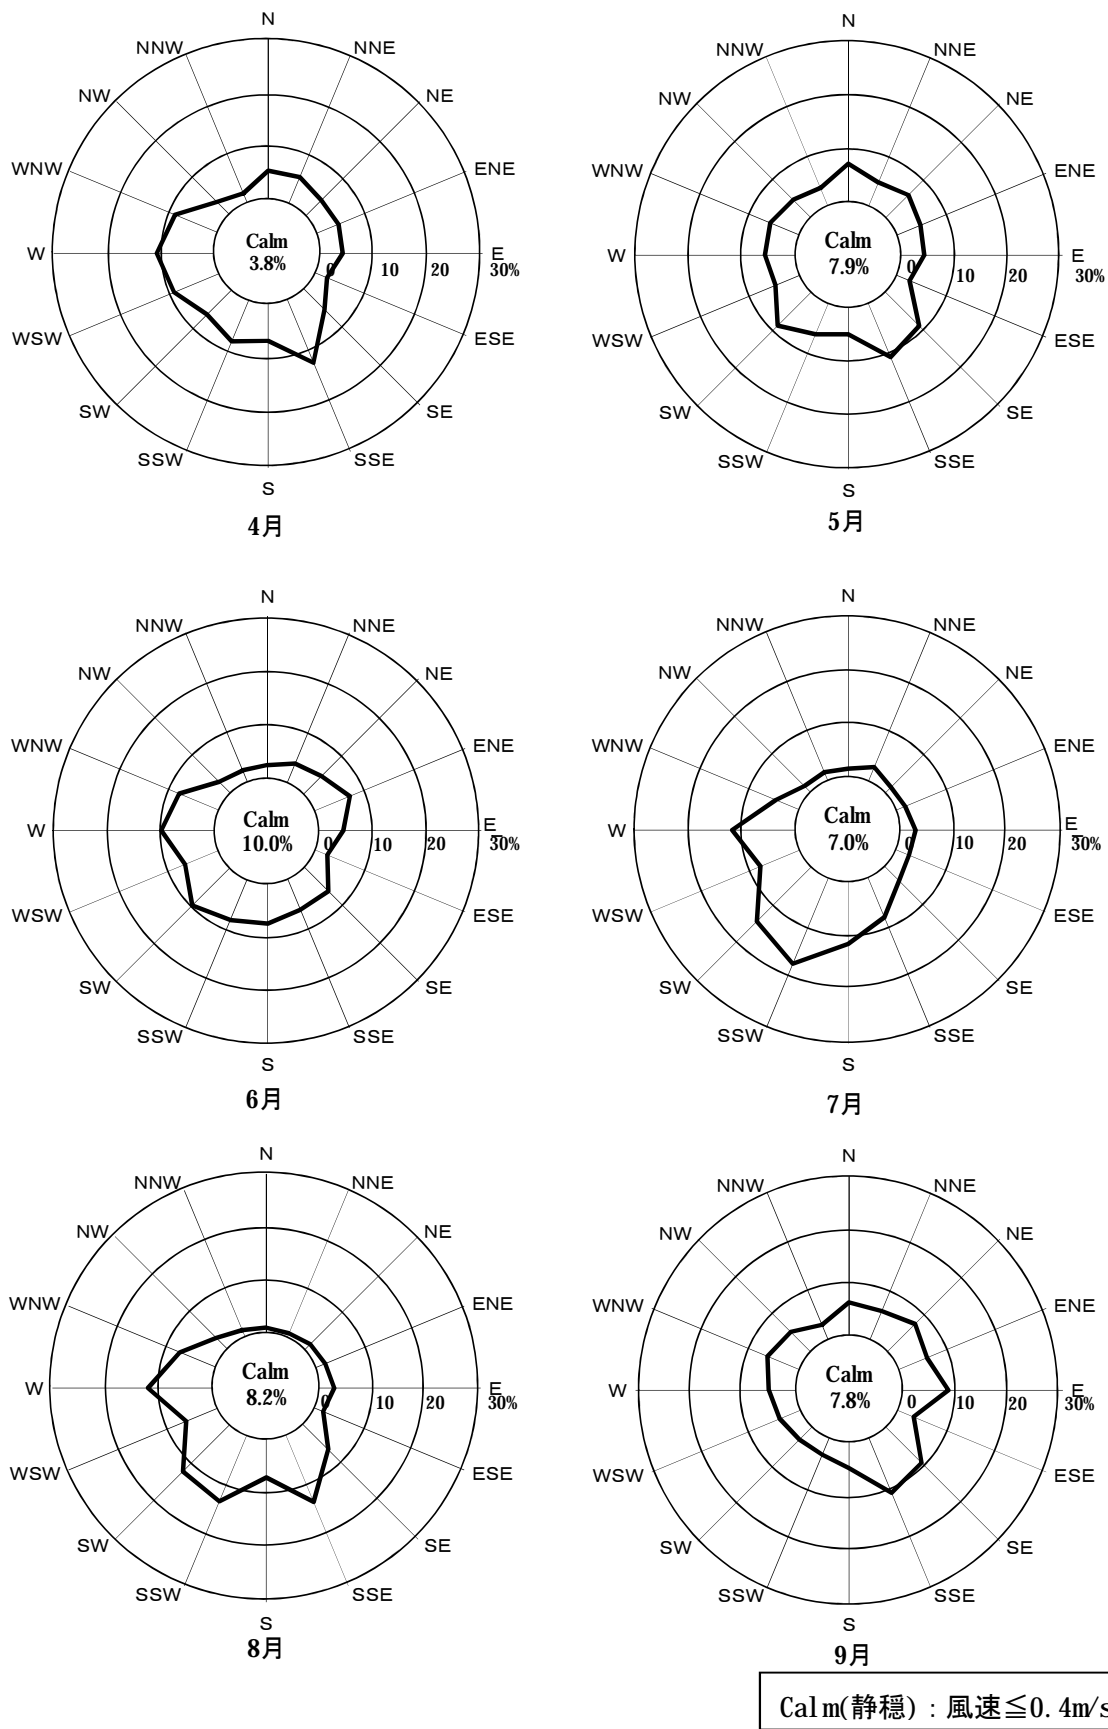 N
NNW NNE
NW NE
WNW ENE
W Calm 3.8% 0 10 20 E 30%
WSW ESE
SW SE
SSW SSE
S
4月
N
NNW NNE
NW NE
WNW ENE
W Calm 7.9% 0 10 20 E 30%
WSW ESE
SW SE
SSW SSE
S
5月
N
NNW NNE
NW NE
WNW ENE
W Calm 10.0% 0 10 20 E 30%
WSW ESE
SW SE
SSW SSE
S
6月
N
NNW NNE
NW NE
WNW ENE
W Calm 7.0% 0 10 20 E 30%
WSW ESE
SW SE
SSW SSE
S
7月
N
NNW NNE
NW NE
WNW ENE
W Calm 8.2% 0 10 20 E 30%
WSW ESE
SW SE
SSW SSE
S
8月
N
NNW NNE
NW NE
WNW ENE
W Calm 7.8% 0 10 20 E 30%
WSW ESE
SW SE
SSW SSE
S
9月
Calm(静穏)：風速≦0.4m/s